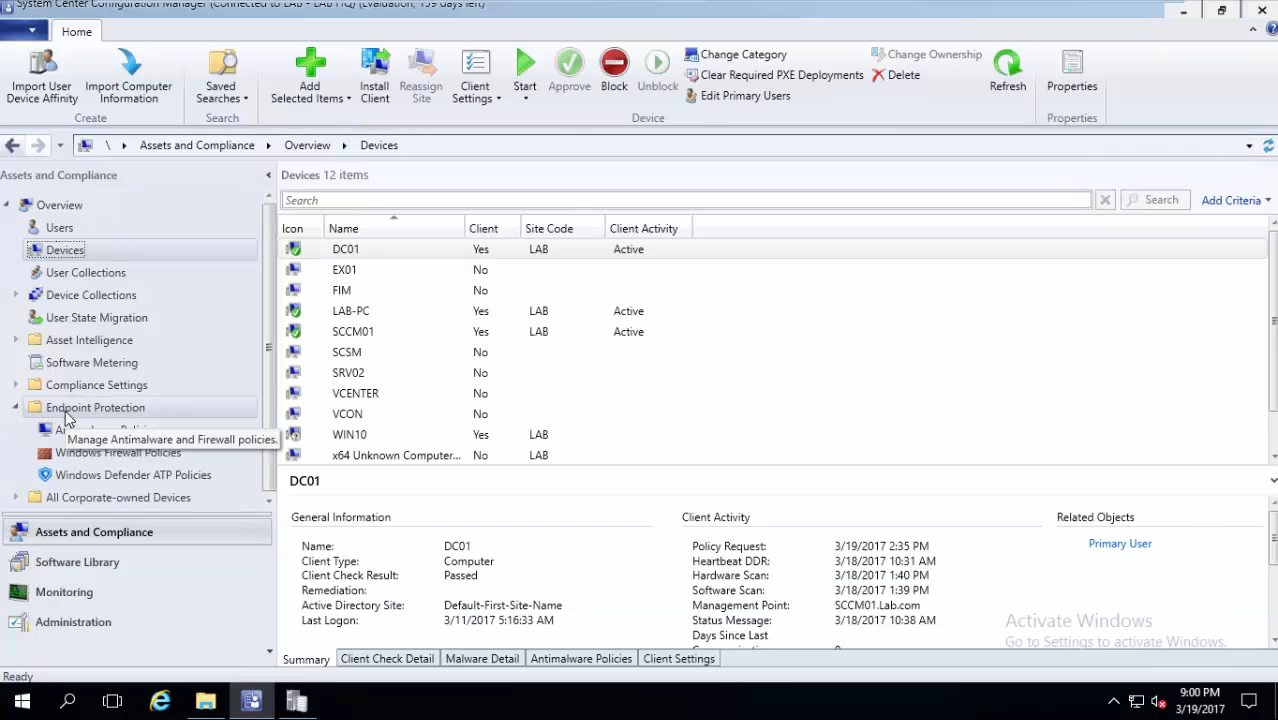 System Center Configuration Manager (Connected to LAB - LAB HQ) (Evaluation, 159 days left)
Home
Import User Device Affinity
Import Computer Information
Create
Saved Searches
Search
Add Selected Items
Install Client
Reassign Site
Client Settings
Start
Approve
Block
Unblock
Change Category
Clear Required PXE Deployments
Edit Primary Users
Change Ownership
Delete
Device
Refresh
Properties
Properties
\ Assets and Compliance Overview Devices
Assets and Compliance
Overview
Users
Devices
User Collections
Device Collections
User State Migration
Asset Intelligence
Software Metering
Compliance Settings
Endpoint Protection
Manage Antimalware and Firewall policies.
Windows Firewall Policies
Windows Defender ATP Policies
All Corporate-owned Devices
Assets and Compliance
Software Library
Monitoring
Administration
Devices 12 items
Search Search Add Criteria
Icon Name Client Site Code Client Activity
DC01 Yes LAB Active
EX01 No
FIM No
LAB-PC Yes LAB Active
SCCM01 Yes LAB Active
SCSM No
SRV02 No
VCENTER No
VCON No
WIN10 Yes LAB
x64 Unknown Computer... No LAB
DC01
General Information
Name: DC01
Client Type: Computer
Client Check Result: Passed
Remediation:
Active Directory Site: Default-First-Site-Name
Last Logon: 3/11/2017 5:16:33 AM
Client Activity
Policy Request: 3/19/2017 2:35 PM
Heartbeat DDR: 3/18/2017 10:31 AM
Hardware Scan: 3/18/2017 1:40 PM
Software Scan: 3/18/2017 1:39 PM
Management Point: SCCM01.Lab.com
Status Message: 3/18/2017 10:38 AM
Days Since Last
Related Objects
Primary User
Activate Windows
Go to Settings to activate Windows.
Summary Client Check Detail Malware Detail Antimalware Policies Client Settings
Ready
9:00 PM
3/19/2017